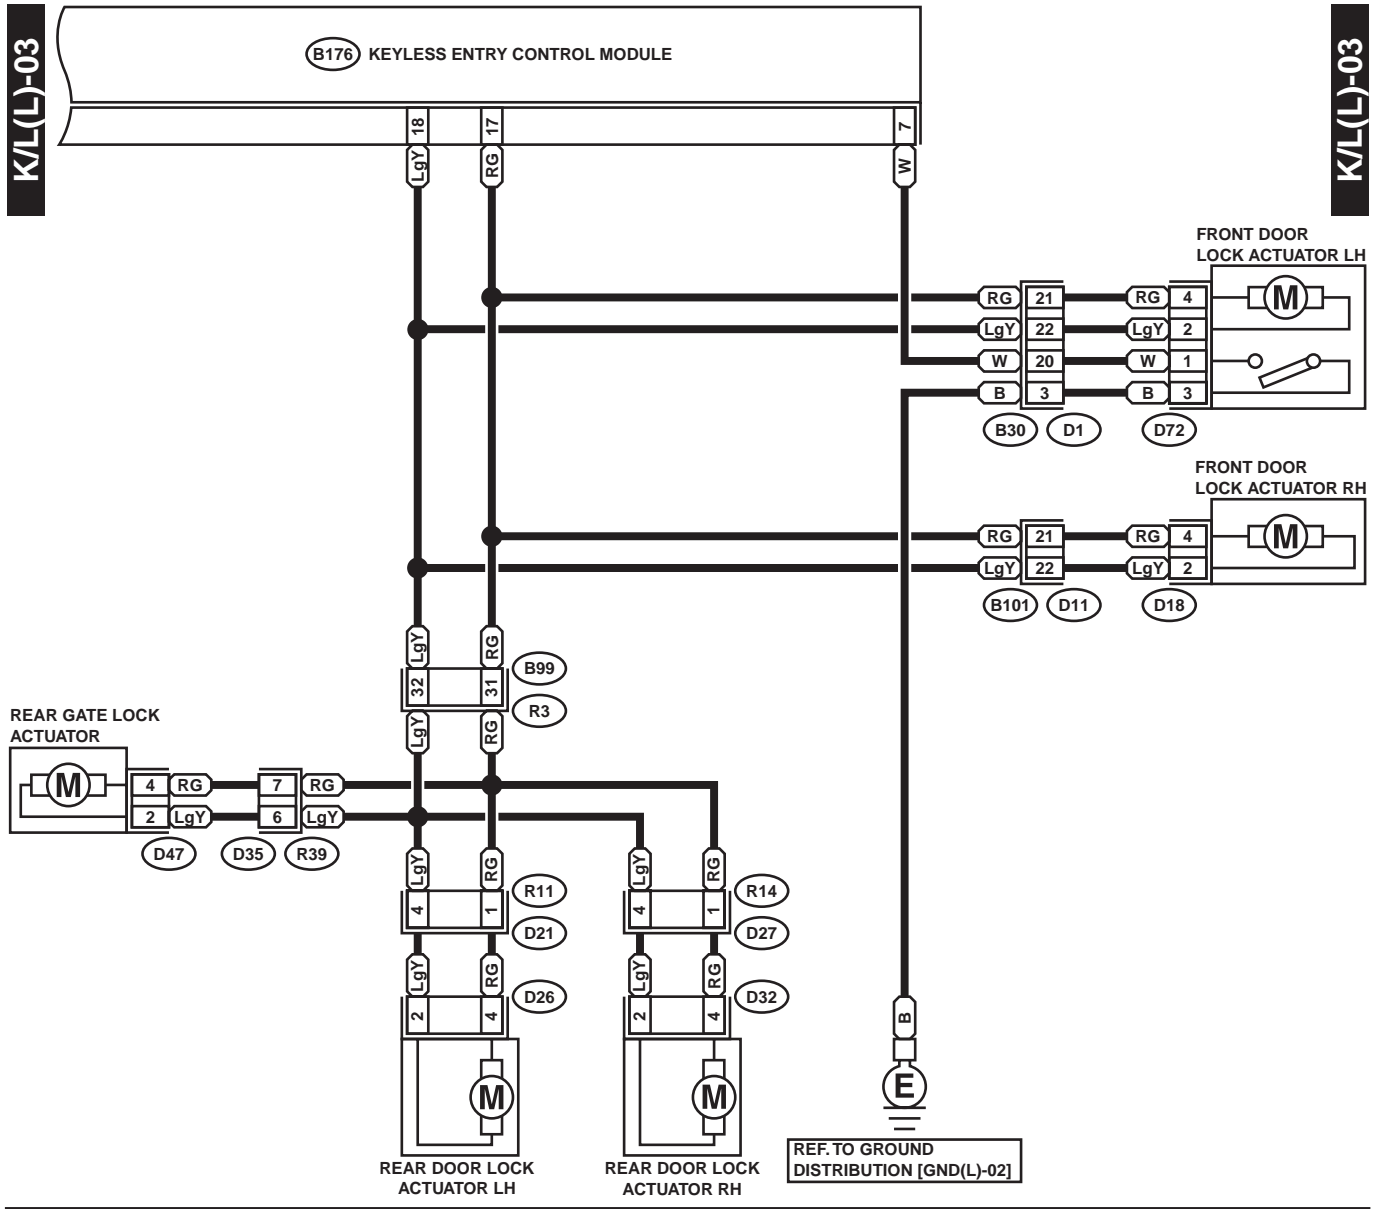 K/L(L)-03
K/L(L)-03
B176 KEYLESS ENTRY CONTROL MODULE
18 17 7
LgY RG W
FRONT DOOR
LOCK ACTUATOR LH
RG 21 RG 4 M
LgY 22 LgY 2
W 20 W 1
B 3 B 3
B30 D1 D72
FRONT DOOR
LOCK ACTUATOR RH
RG 21 RG 4 M
LgY 22 LgY 2
B101 D11 D18
LgY RG
B99
32 31
R3
LgY RG
REAR GATE LOCK
ACTUATOR
M 4 RG 7 RG
2 LgY 6 LgY
D47 D35 R39
LgY RG LgY RG
R11 R14
4 1 4 1
D21 D27
LgY RG LgY RG
D26 D32
2 4 2 4
B
M M E
REF. TO GROUND
DISTRIBUTION [GND(L)-02]
REAR DOOR LOCK
ACTUATOR LH
REAR DOOR LOCK
ACTUATOR RH